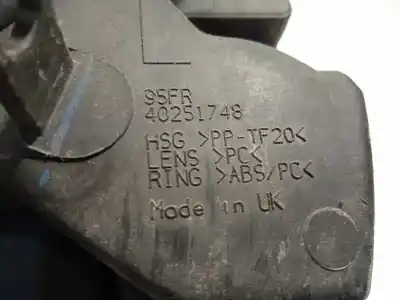 95FR
40251748
HSG >PP-TF20<
LENS >PC<
RING >ABS/PC<
Made in UK